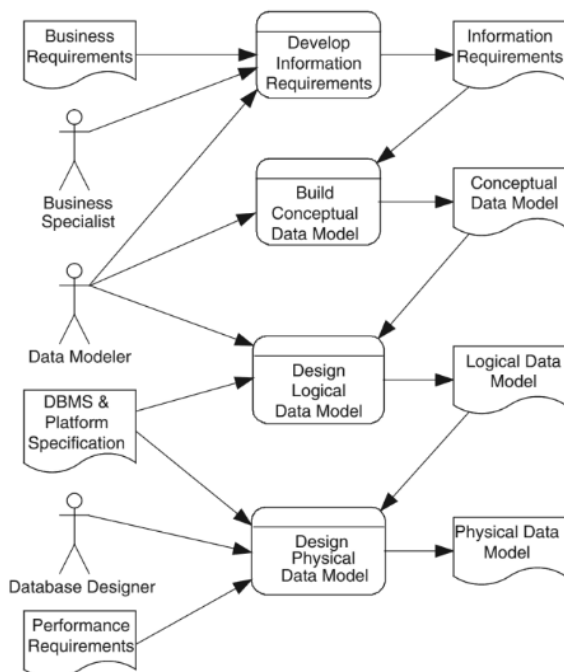 Business
Requirements
Develop
Information
Requirements
Information
Requirements
Business
Specialist
Build
Conceptual
Data Model
Conceptual
Data Model
Data Modeler
Design
Logical
Data Model
Logical Data
Model
DBMS &
Platform
Specification
Database Designer
Design
Physical
Data Model
Physical Data
Model
Performance
Requirements